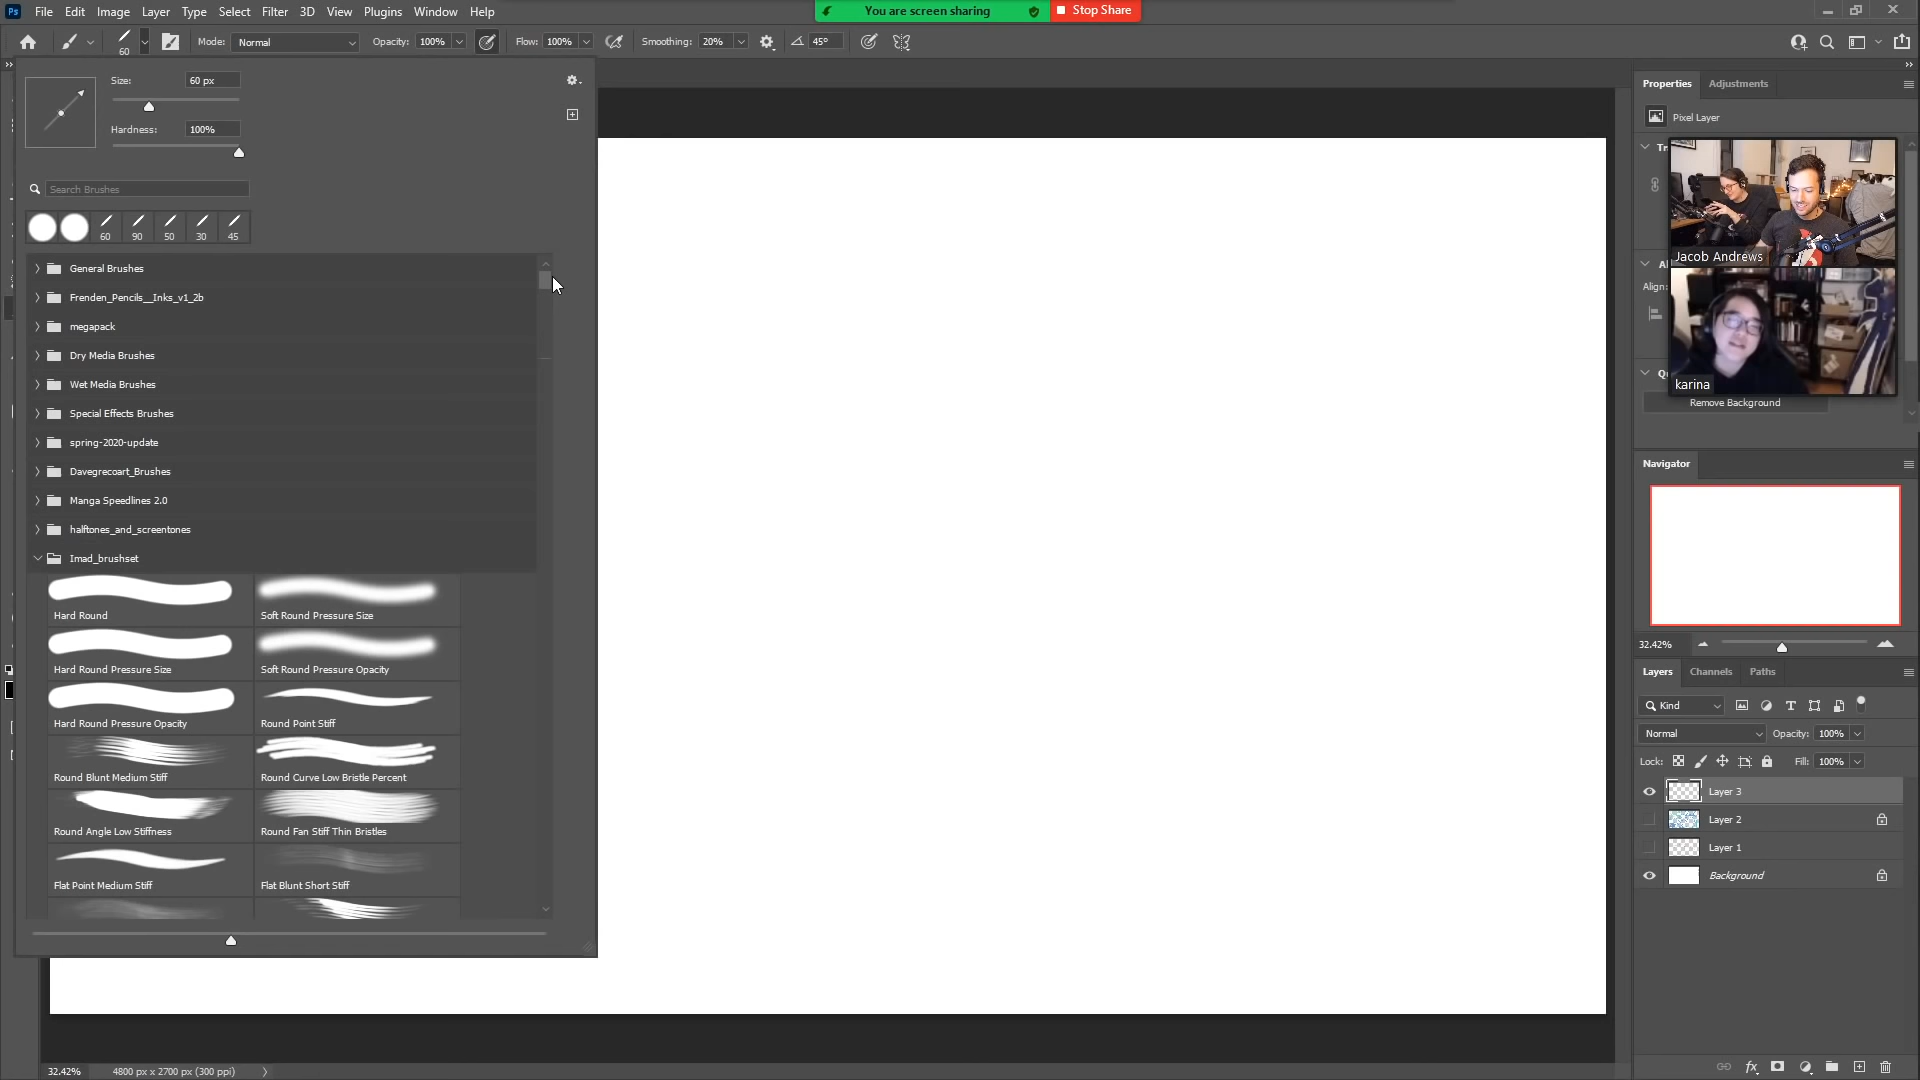 Ps File Edit Image Layer Type Select Filter 3D View Plugins Window Help
You are screen sharing Stop Share
60 Mode: Normal Opacity: 100% Flow: 100% Smoothing: 20% 45°
Size: 60 px
Hardness: 100%
Search Brushes
60 90 50 30 45
General Brushes
Frenden_Pencils__Inks_v1_2b
megapack
Dry Media Brushes
Wet Media Brushes
Special Effects Brushes
spring-2020-update
Davegrecoart_Brushes
Manga Speedlines 2.0
halftones_and_screentones
Imad_brushset
Hard Round Soft Round Pressure Size
Hard Round Pressure Size Soft Round Pressure Opacity
Hard Round Pressure Opacity Round Point Stiff
Round Blunt Medium Stiff Round Curve Low Bristle Percent
Round Angle Low Stiffness Round Fan Stiff Thin Bristles
Flat Point Medium Stiff Flat Blunt Short Stiff
32.42% 4800 px x 2700 px (300 ppi)
Properties Adjustments
Pixel Layer
Jacob Andrews
Align:
karina
Remove Background
Navigator
32.42%
Layers Channels Paths
Kind
Normal Opacity: 100%
Lock: Fill: 100%
Layer 3
Layer 2
Layer 1
Background
fx